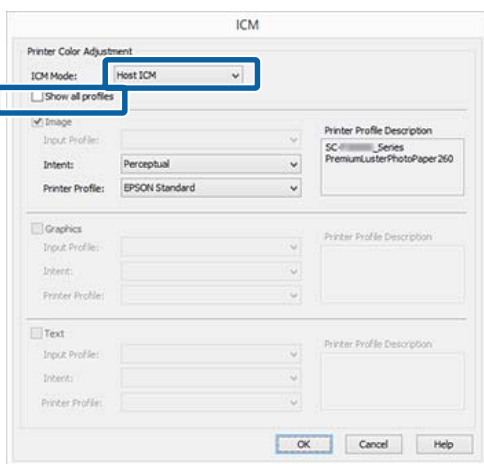 ICM
Printer Color Adjustment
ICM Mode: Host ICM
Show all profiles
Image
Input Profile:
Intent: Perceptual
Printer Profile: EPSON Standard
Printer Profile Description
SC- _Series
PremiumLusterPhotoPaper260
Graphics
Input Profile:
Intent:
Printer Profile:
Printer Profile Description
Text
Input Profile:
Intent:
Printer Profile:
Printer Profile Description
OK Cancel Help